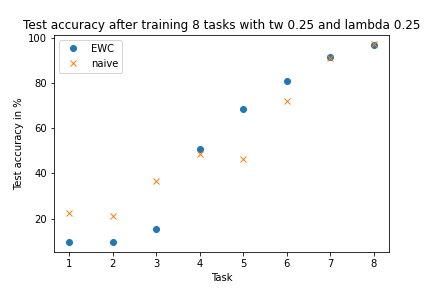 Test accuracy after training 8 tasks with tw 0.25 and lambda 0.25
100
EWC
naive
80
60
40
20
Test accuracy in %
1 2 3 4 5 6 7 8
Task